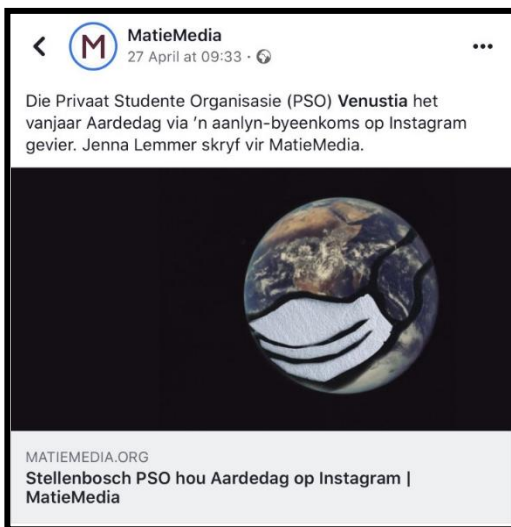 MatieMedia
27 April at 09:33 ·
Die Privaat Studente Organisasie (PSO) Venustia het
vanjaar Aardedag via 'n aanlyn-byeenkoms op Instagram
gevier. Jenna Lemmer skryf vir MatieMedia.
MATIEMEDIA.ORG
Stellenbosch PSO hou Aardedag op Instagram |
MatieMedia